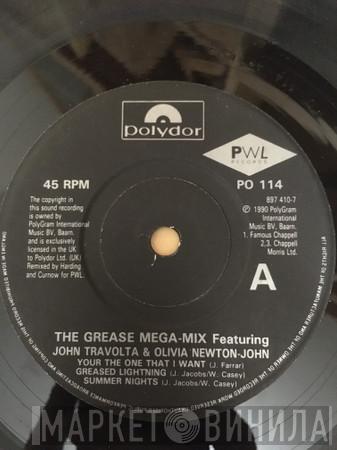 polydor
PWL
RECORDS
45 RPM
PO 114
The copyright in
this sound recording
is owned by
PolyGram International
Music BV, Baarn.
and is exclusively
licensed in the UK
to Polydor Ltd. (UK)
Remixed by Harding
and Curnow for PWL.
897 410-7
℗ 1990 PolyGram
International
Music BV, Baarn.
1. Famous Chappell
2,3. Chappell
Morris Ltd.
A
THE GREASE MEGA-MIX Featuring
JOHN TRAVOLTA & OLIVIA NEWTON-JOHN
YOUR THE ONE THAT I WANT (J. Farrar)
GREASED LIGHTNING (J. Jacobs/W. Casey)
SUMMER NIGHTS (J. Jacobs/W. Casey)
МАРКЕТ ВИНИЛА